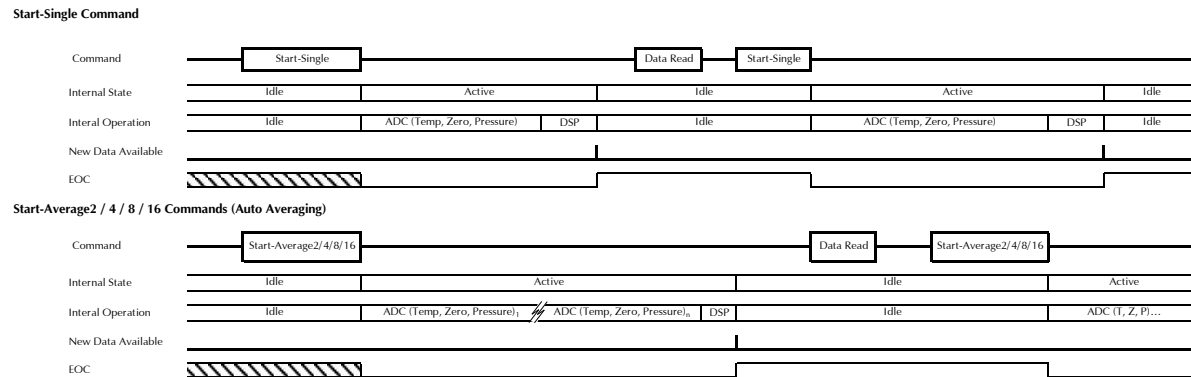 Start-Single Command
Command Start-Single Data Read Start-Single
Internal State Idle Active Idle Active Idle
Interal Operation Idle ADC (Temp, Zero, Pressure) DSP Idle ADC (Temp, Zero, Pressure) DSP Idle
New Data Available
EOC
Start-Average2 / 4 / 8 / 16 Commands (Auto Averaging)
Command Start-Average2/4/8/16 Data Read Start-Average2/4/8/16
Internal State Idle Active Idle Active
Interal Operation Idle ADC (Temp, Zero, Pressure)₁ ADC (Temp, Zero, Pressure)ₙ DSP Idle ADC (T, Z, P)...
New Data Available
EOC